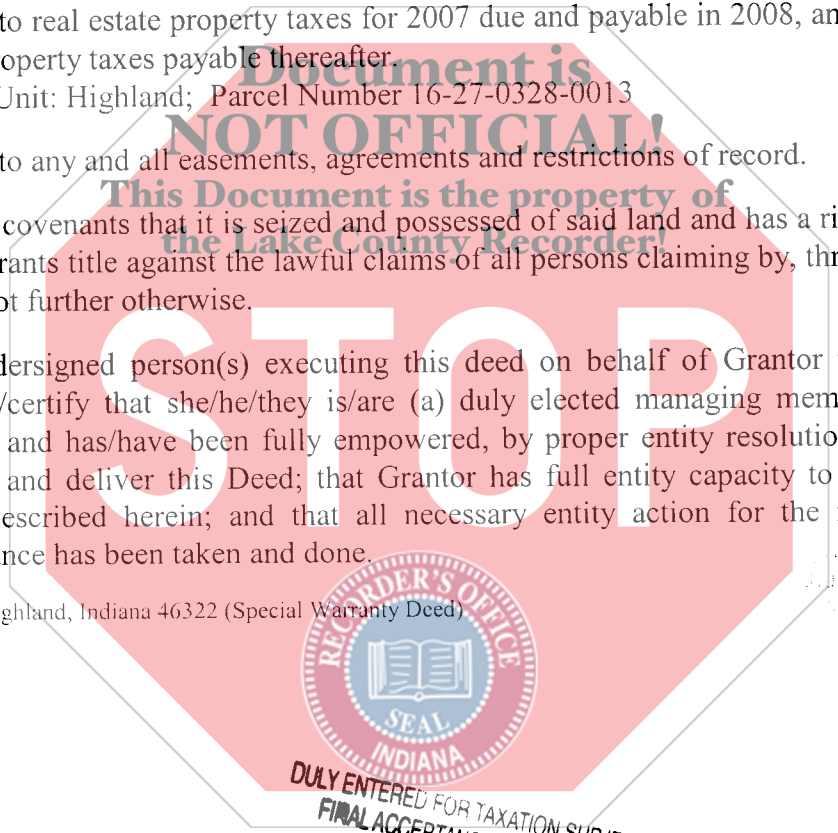 to real estate property taxes for 2007 due and payable in 2008, an
operty taxes payable thereafter.
Document is
Unit: Highland; Parcel Number 16-27-0328-0013
NOT OFFICIAL!
to any and all easements, agreements and restrictions of record.
This Document is the property of
covenants that it is seized and possessed of said land and has a ri
the Lake County Recorder!
rants title against the lawful claims of all persons claiming by, thr
ot further otherwise.
STOP
dersigned person(s) executing this deed on behalf of Grantor
/certify that she/he/they is/are (a) duly elected managing mem
and has/have been fully empowered, by proper entity resolutio
and deliver this Deed; that Grantor has full entity capacity to
escribed herein; and that all necessary entity action for the
nce has been taken and done.
ghland, Indiana 46322 (Special Warranty Deed)
RECORDER'S OFFICE
SEAL
INDIANA
DULY ENTERED FOR TAXATION SUBJE
FINAL ACCEPTANC